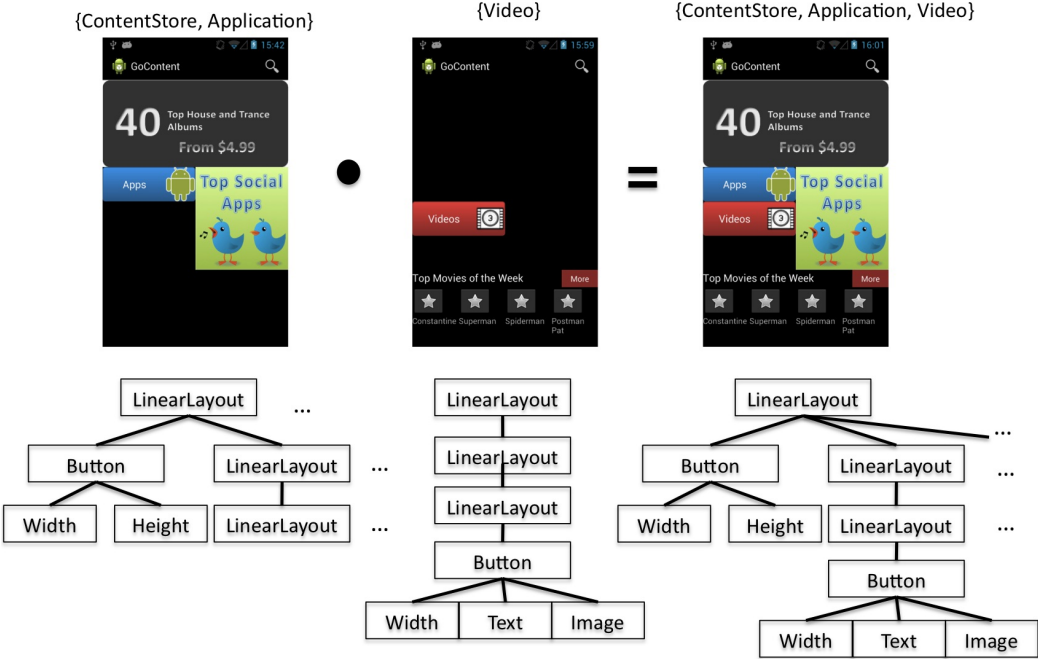 {ContentStore, Application}
{Video}
{ContentStore, Application, Video}
15:42
GoContent
40
Top House and Trance
Albums
From $4.99
Apps
Top Social
Apps
15:59
GoContent
Videos
3
Top Movies of the Week
More
Constantine
Superman
Spiderman
Postman
Pat
=
16:01
GoContent
40
Top House and Trance
Albums
From $4.99
Apps
Top Social
Apps
Videos
3
Top Movies of the Week
More
Constantine
Superman
Spiderman
Postman
Pat
LinearLayout
...
Button
LinearLayout
...
Width
Height
LinearLayout
...
LinearLayout
LinearLayout
LinearLayout
Button
Width
Text
Image
LinearLayout
...
Button
LinearLayout
...
Width
Height
LinearLayout
...
Button
Width
Text
Image